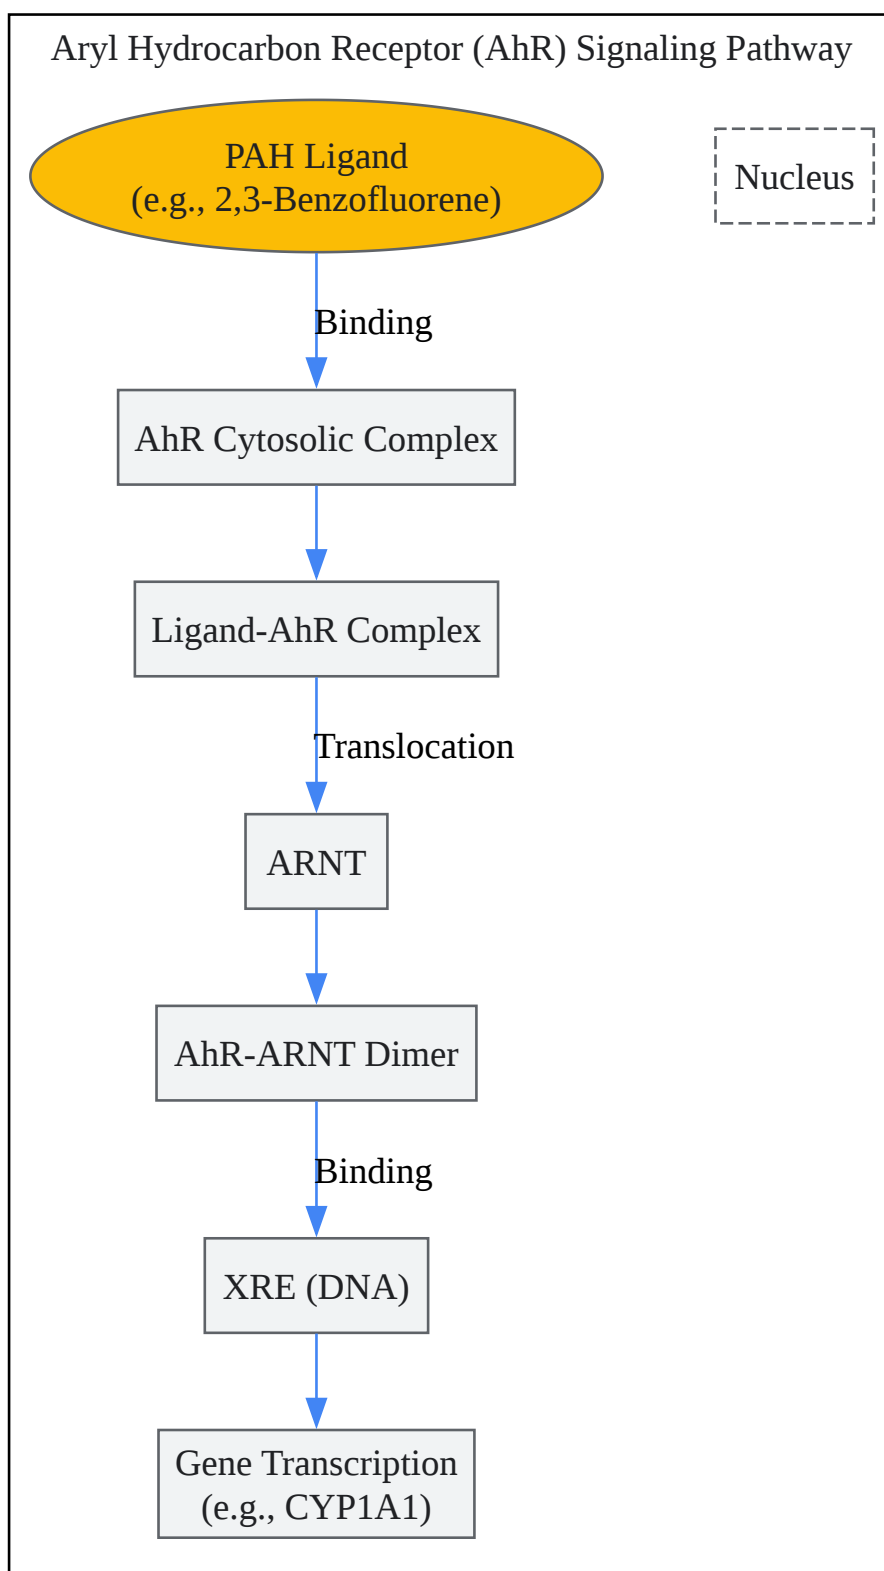 Aryl Hydrocarbon Receptor (AhR) Signaling Pathway
PAH Ligand
(e.g., 2,3-Benzofluorene)
Nucleus
Binding
AhR Cytosolic Complex
Ligand-AhR Complex
Translocation
ARNT
AhR-ARNT Dimer
Binding
XRE (DNA)
Gene Transcription
(e.g., CYP1A1)